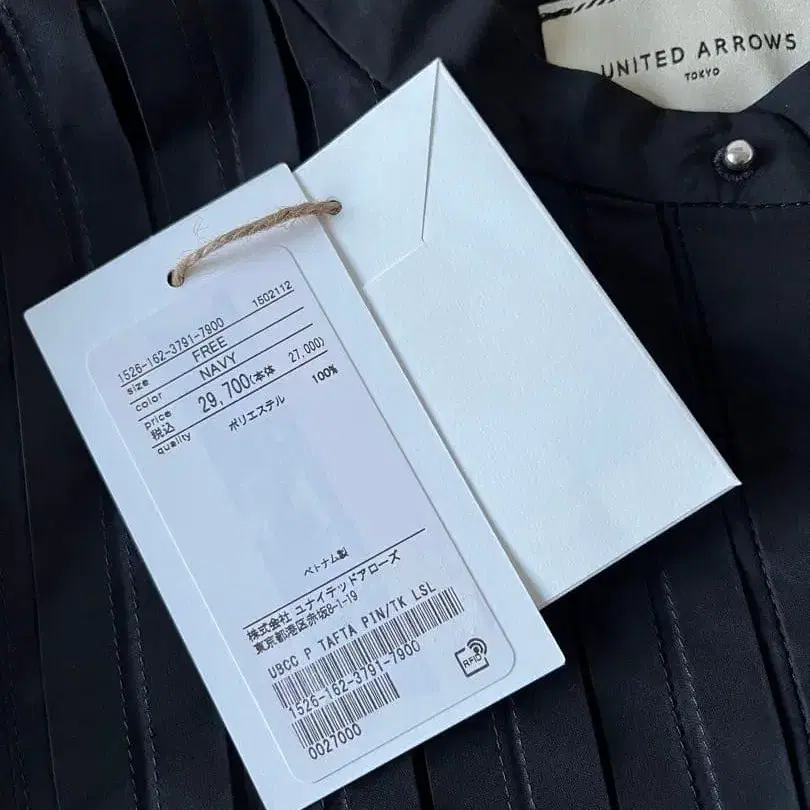 UNITED ARROWS
TOKYO
1526-162-3791-7900 1502112
size FREE
color NAVY
price 税込 29,700(本体 27,000)
quality ポリエステル 100%
ベトナム製
株式会社 ユナイテッドアローズ
東京都港区赤坂8-1-19
UBCC P TAFTA PIN/TK LSL
1526-162-3791-7900
0027000
RFID